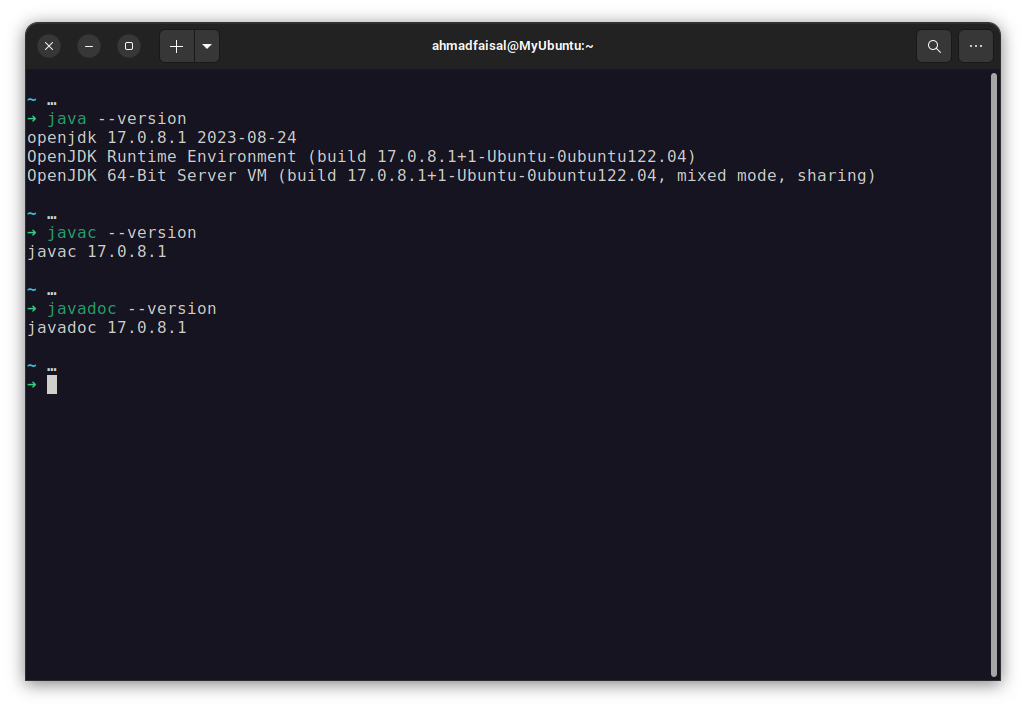 ahmadfaisal@MyUbuntu:~
~ …
➜ java --version
openjdk 17.0.8.1 2023-08-24
OpenJDK Runtime Environment (build 17.0.8.1+1-Ubuntu-0ubuntu122.04)
OpenJDK 64-Bit Server VM (build 17.0.8.1+1-Ubuntu-0ubuntu122.04, mixed mode, sharing)
~ …
➜ javac --version
javac 17.0.8.1
~ …
➜ javadoc --version
javadoc 17.0.8.1
~ …
➜